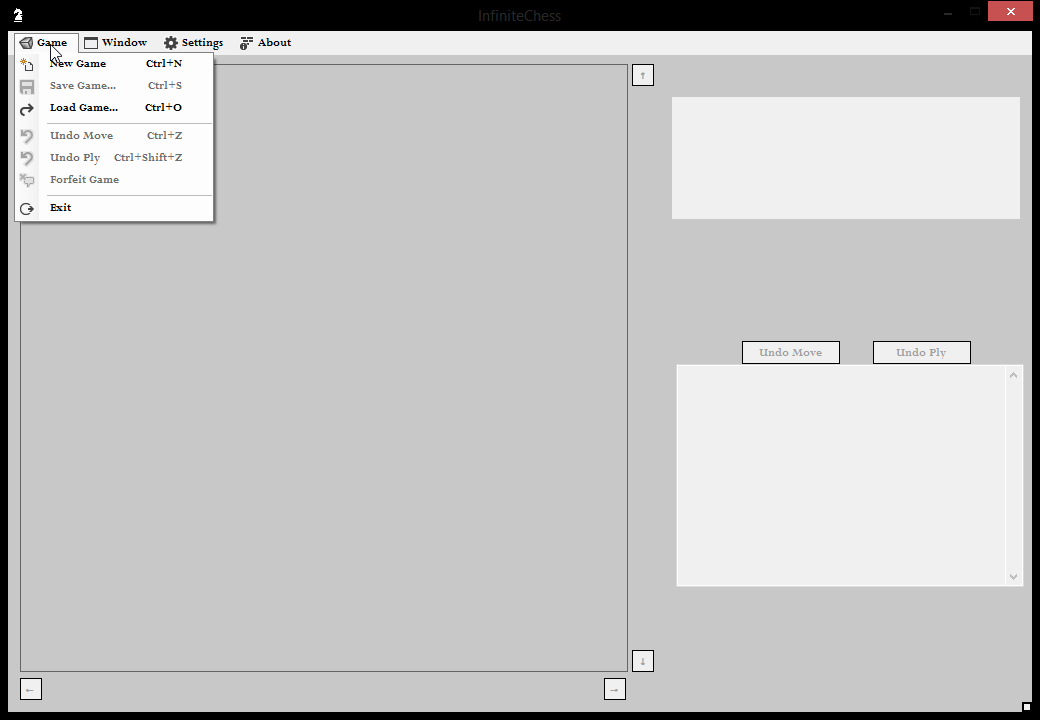 InfiniteChess
Game Window Settings About
New Game Ctrl+N
Save Game... Ctrl+S
Load Game... Ctrl+O
Undo Move Ctrl+Z
Undo Ply Ctrl+Shift+Z
Forfeit Game
Exit
↑
Undo Move Undo Ply
↓
← →